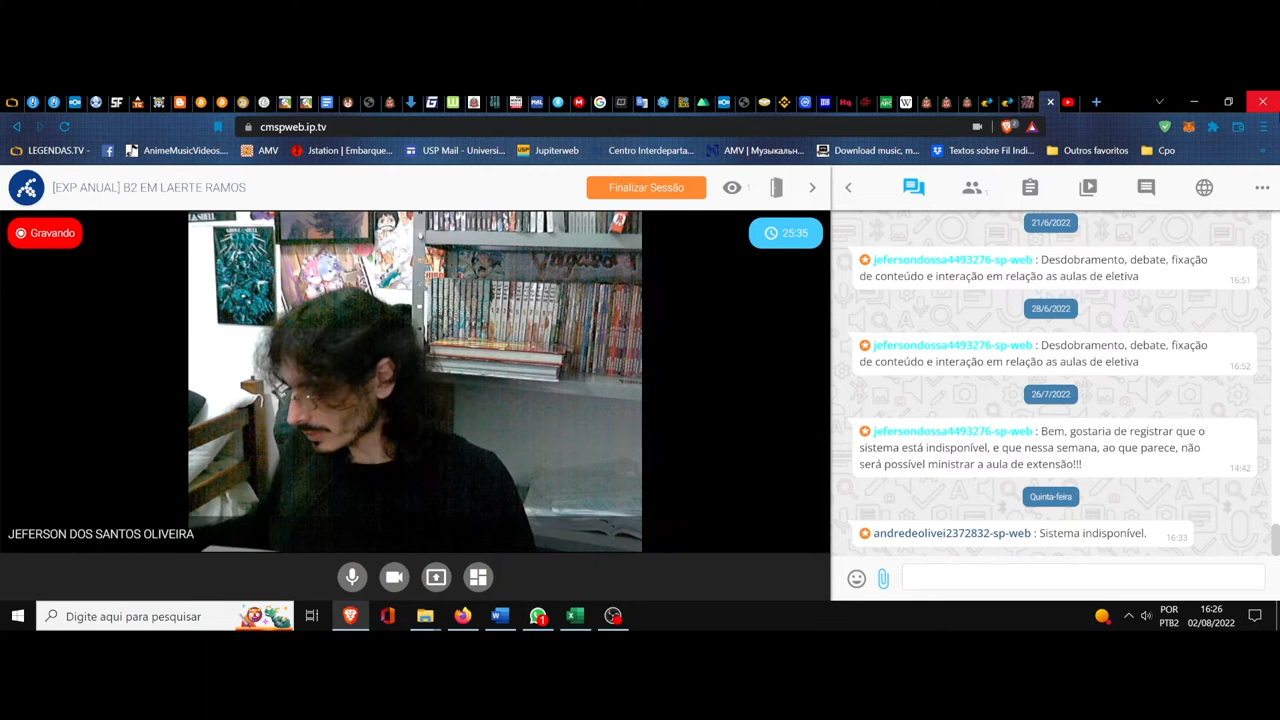 cmspweb.ip.tv
2
LEGENDAS.TV
AnimeMusicVideos...
AMV
Jstation | Embarque...
USP Mail - Universi...
Jupiterweb
Centro Interdeparta...
AMV | Музыкальн...
Download music, m...
Textos sobre Fil Indi...
Outros favoritos
Cpo
[EXP ANUAL] B2 EM LAERTE RAMOS
Finalizar Sessão
1
1
Gravando
25:35
JEFERSON DOS SANTOS OLIVEIRA
21/6/2022
jefersondossa4493276-sp-web : Desdobramento, debate, fixação
de conteúdo e interação em relação as aulas de eletiva
16:51
28/6/2022
jefersondossa4493276-sp-web : Desdobramento, debate, fixação
de conteúdo e interação em relação as aulas de eletiva
16:52
26/7/2022
jefersondossa4493276-sp-web : Bem, gostaria de registrar que o
sistema está indisponível, e que nessa semana, ao que parece, não
será possível ministrar a aula de extensão!!!
14:42
Quinta-feira
andredeolivei2372832-sp-web : Sistema indisponível.
16:33
Digite aqui para pesquisar
1
POR
PTB2
16:26
02/08/2022